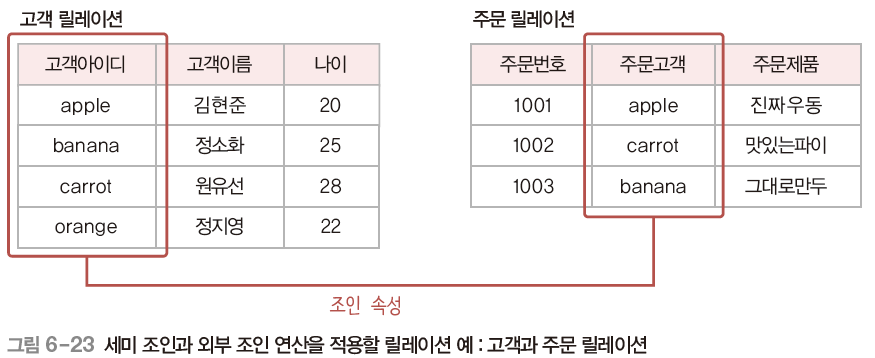 고객 릴레이션
고객아이디 고객이름 나이
apple 김현준 20
banana 정소화 25
carrot 원유선 28
orange 정지영 22
주문 릴레이션
주문번호 주문고객 주문제품
1001 apple 진짜우동
1002 carrot 맛있는파이
1003 banana 그대로만두
조인 속성
그림 6-23 세미 조인과 외부 조인 연산을 적용할 릴레이션 예 : 고객과 주문 릴레이션